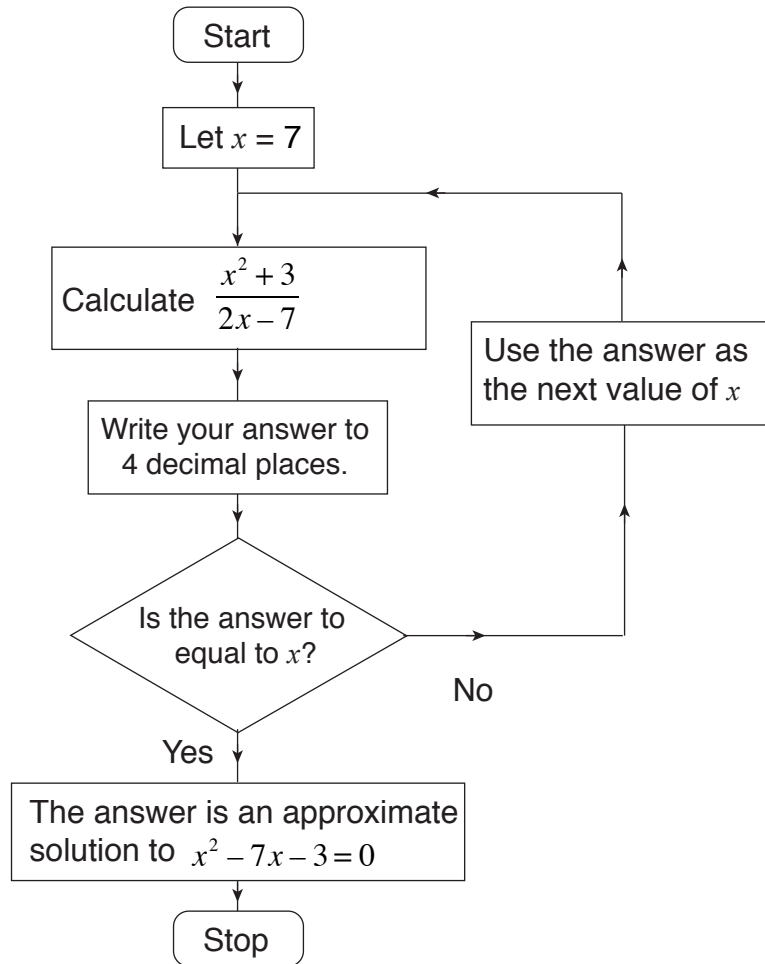 Start
Let x = 7
Calculate (x² + 3)/(2x – 7)
Write your answer to
4 decimal places.
Is the answer to
equal to x?
No
Use the answer as
the next value of x
Yes
The answer is an approximate
solution to x² – 7x – 3 = 0
Stop